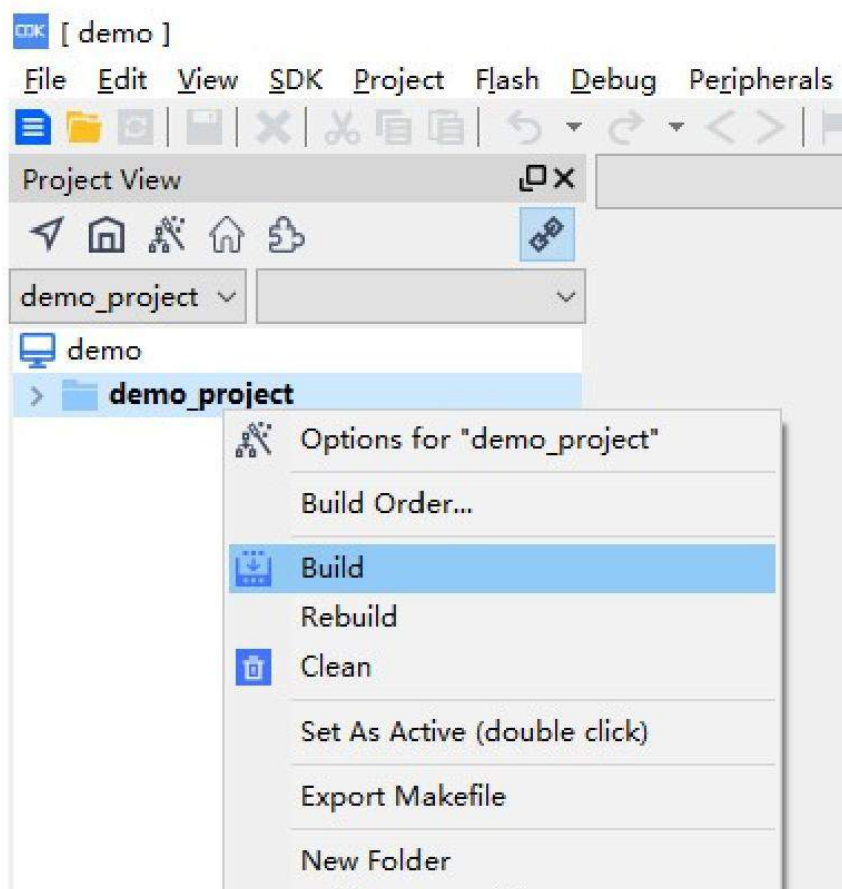 CDK [ demo ]
File Edit View SDK Project Flash Debug Peripherals
Project View
demo_project
demo
demo_project
Options for "demo_project"
Build Order...
Build
Rebuild
Clean
Set As Active (double click)
Export Makefile
New Folder